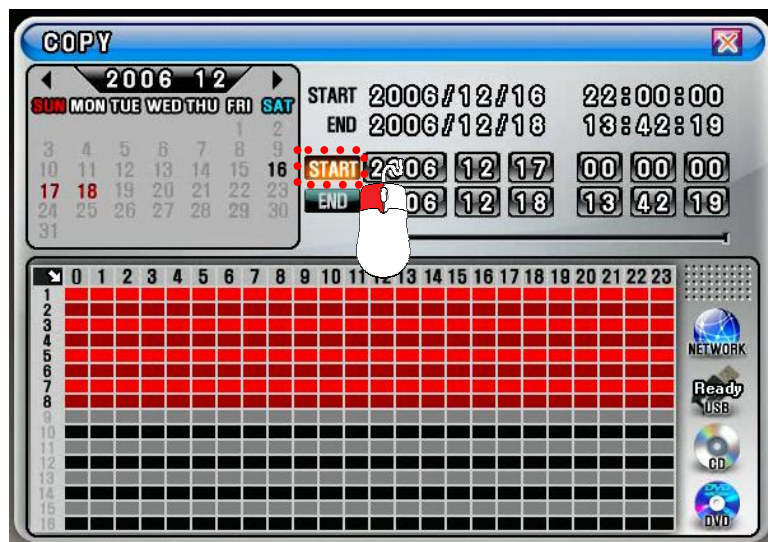 COPY
2006 12
SUN MON TUE WED THU FRI SAT
1 2
3 4 5 6 7 8 9
10 11 12 13 14 15 16
17 18 19 20 21 22 23
24 25 26 27 28 29 30
31
START 2006/12/16 22:00:00
END 2006/12/18 13:42:19
START 2006 12 17 00 00 00
END 06 12 18 13 42 19
0 1 2 3 4 5 6 7 8 9 10 11 12 13 14 15 16 17 18 19 20 21 22 23
1
2
3
4
5
6
7
8
9
10
11
12
13
14
15
16
NETWORK
Ready
USB
CD
DVD
DVD